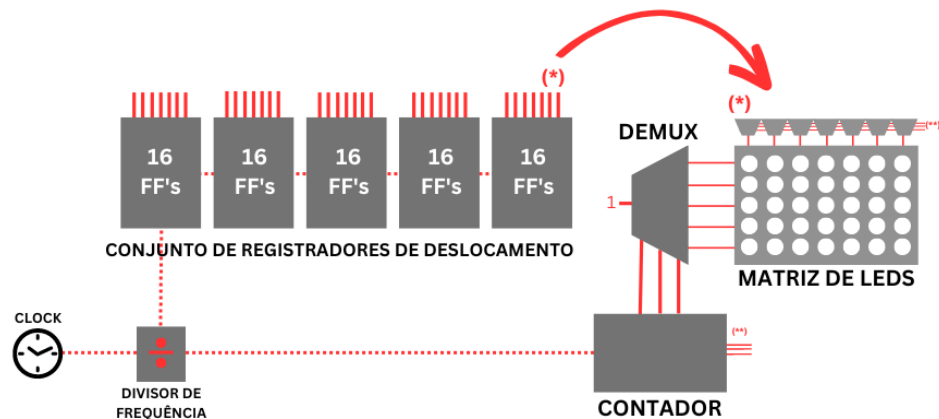 (*)
(*)
DEMUX
(**)
16
FF's
16
FF's
16
FF's
16
FF's
16
FF's
1
CONJUNTO DE REGISTRADORES DE DESLOCAMENTO
MATRIZ DE LEDS
CLOCK
(**)
DIVISOR DE
FREQUÊNCIA
CONTADOR